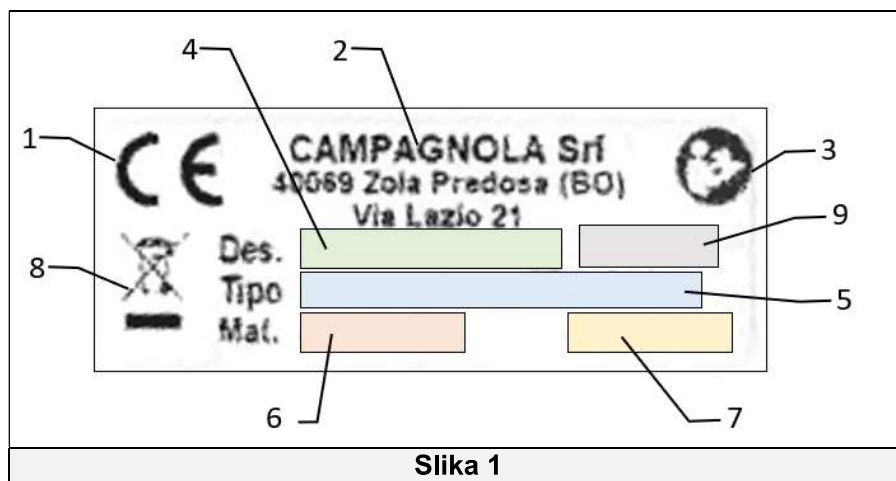 4
2
1
CE
CAMPAGNOLA Srl
3
40069 Zola Predosa (BO)
Via Lazio 21
9
Des.
8
Tipo
5
Mat.
6
7
Slika 1